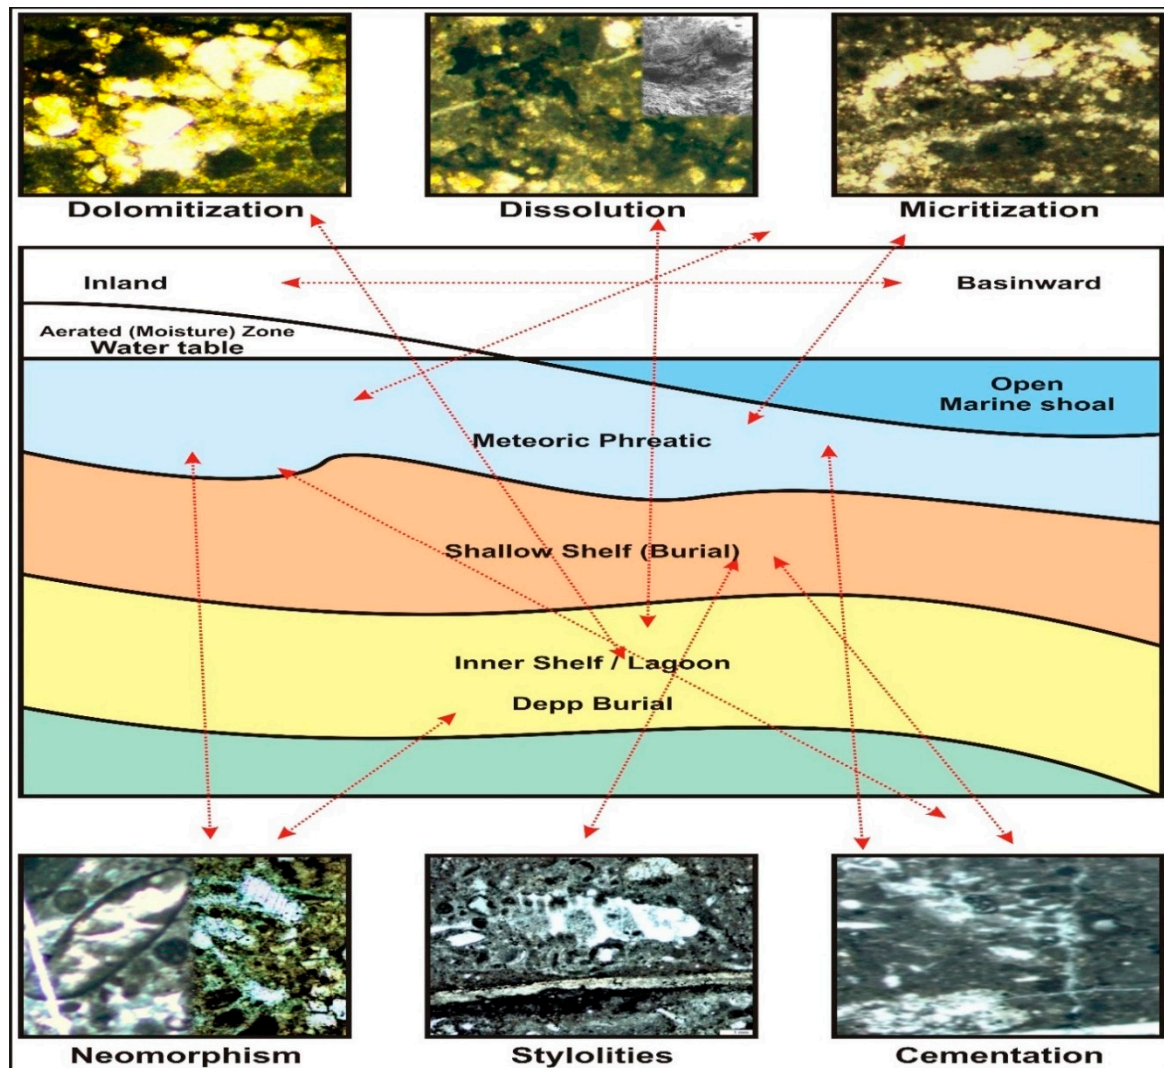 Dolomitization
Dissolution
Micritization
Inland
Basinward
Aerated (Moisture) Zone
Water table
Open
Marine shoal
Meteoric Phreatic
Shallow Shelf (Burial)
Inner Shelf / Lagoon
Depp Burial
Neomorphism
Stylolities
Cementation